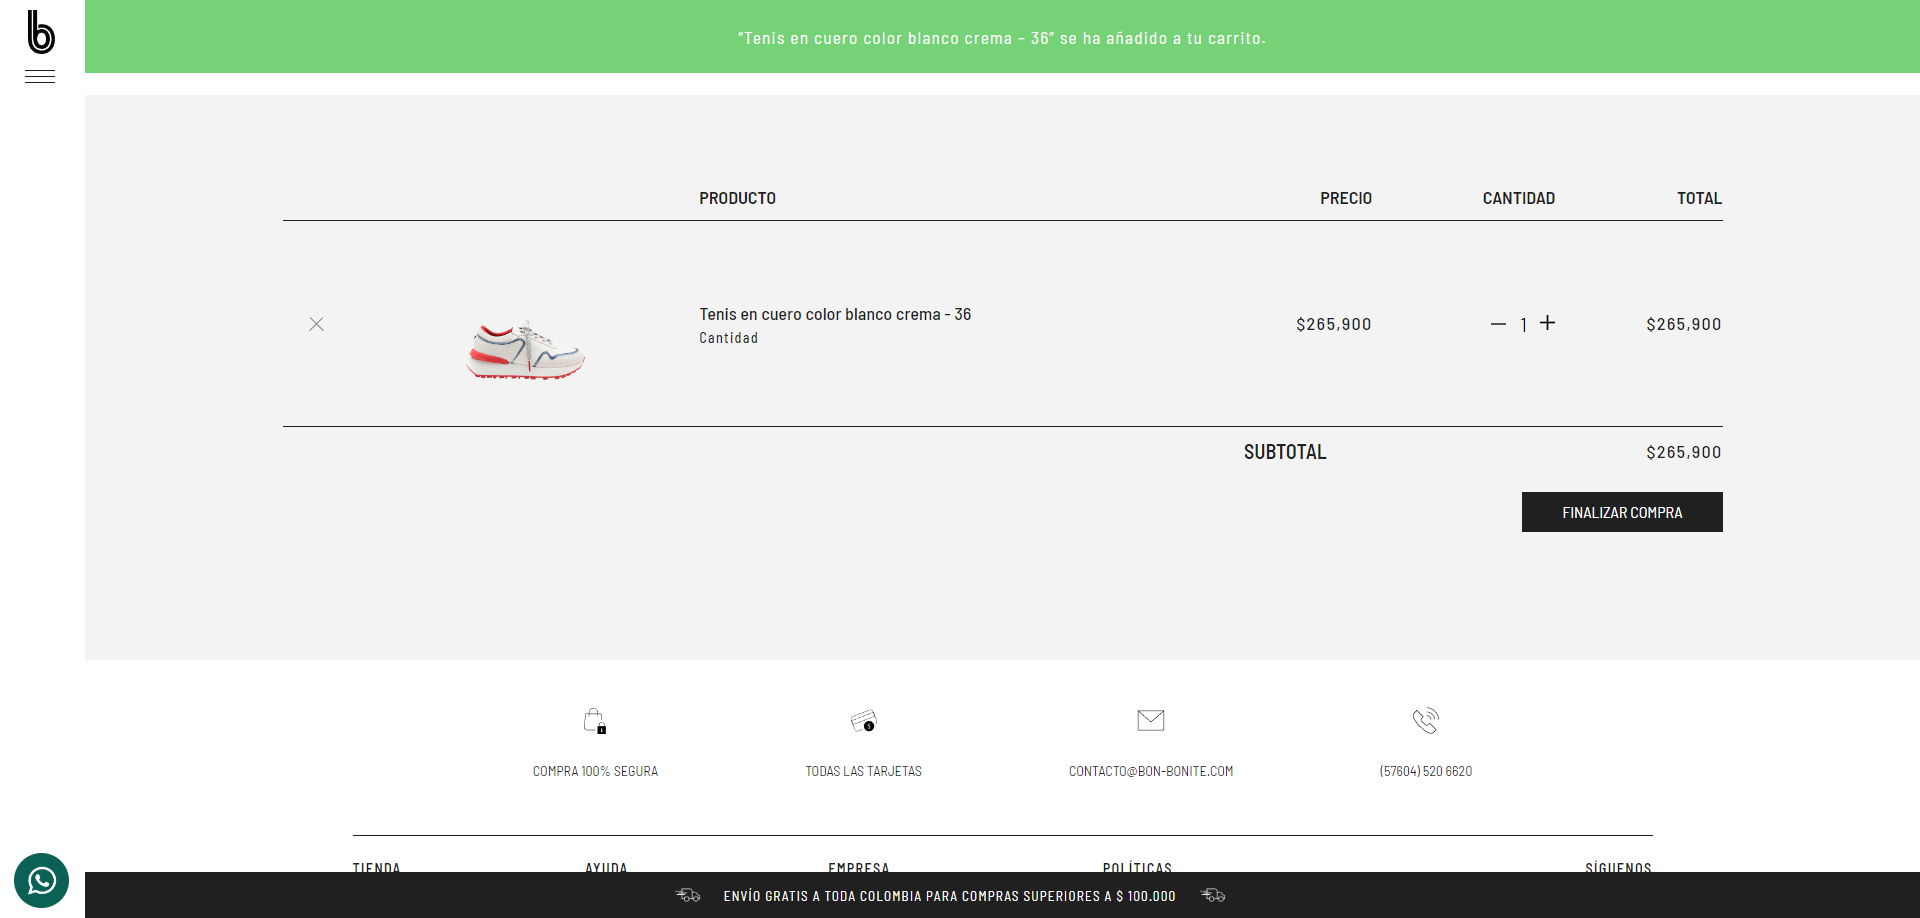 b
“Tenis en cuero color blanco crema – 36” se ha añadido a tu carrito.
PRODUCTO PRECIO CANTIDAD TOTAL
Tenis en cuero color blanco crema - 36
Cantidad
$265,900 1 $265,900
SUBTOTAL $265,900
FINALIZAR COMPRA
COMPRA 100% SEGURA TODAS LAS TARJETAS CONTACTO@BON-BONITE.COM (57604) 520 6620
TIENDA AYUDA EMPRESA POLÍTICAS SÍGUENOS
ENVÍO GRATIS A TODA COLOMBIA PARA COMPRAS SUPERIORES A $ 100.000